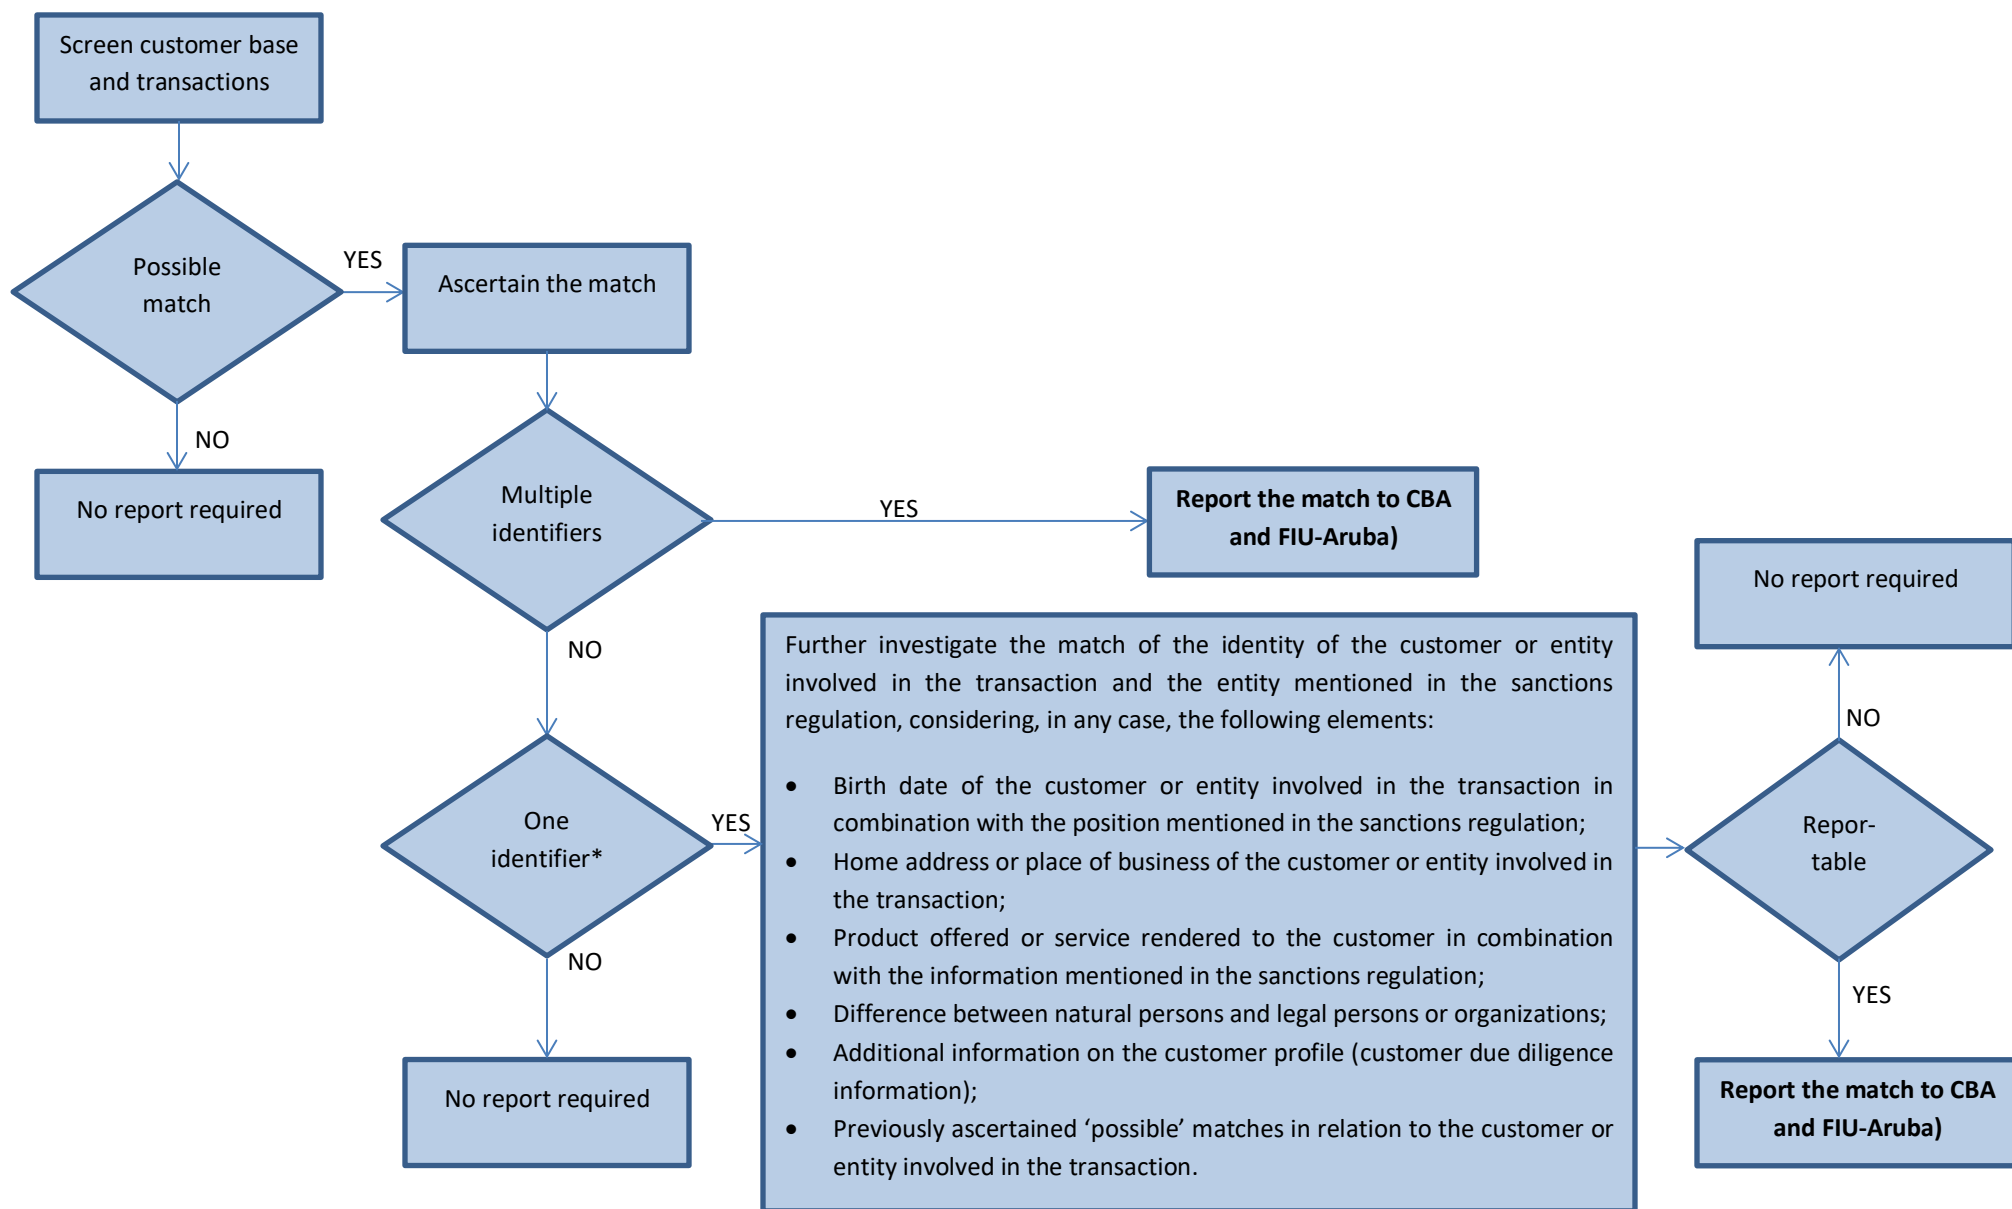 Screen customer base
and transactions
Possible
match
YES
Ascertain the match
NO
No report required
Multiple
identifiers
YES
Report the match to CBA
and FIU-Aruba)
NO
One
identifier*
YES
NO
No report required
Further investigate the match of the identity of the customer or entity
involved in the transaction and the entity mentioned in the sanctions
regulation, considering, in any case, the following elements:
• Birth date of the customer or entity involved in the transaction in
combination with the position mentioned in the sanctions regulation;
• Home address or place of business of the customer or entity involved in
the transaction;
• Product offered or service rendered to the customer in combination
with the information mentioned in the sanctions regulation;
• Difference between natural persons and legal persons or organizations;
• Additional information on the customer profile (customer due diligence
information);
• Previously ascertained ‘possible’ matches in relation to the customer or
entity involved in the transaction.
No report required
NO
Repor-
table
YES
Report the match to CBA
and FIU-Aruba)